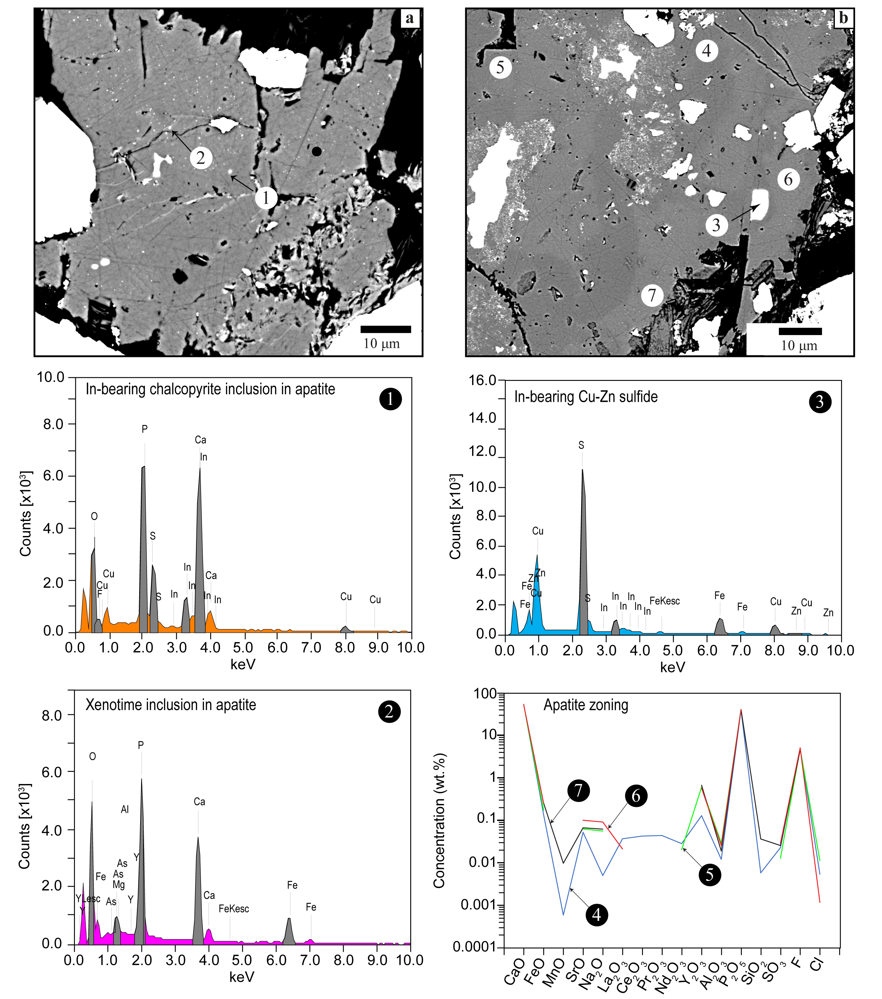 a
2
1
10 μm
b
4
5
6
3
7
10 μm
In-bearing chalcopyrite inclusion in apatite
1
Counts [x10³]
10.0
8.0
6.0
4.0
2.0
0.0
P
Ca
In
O
S
In
Cu
Cu
F
S
In
In
Ca
In
In
Cu
Cu
0.0 1.0 2.0 3.0 4.0 5.0 6.0 7.0 8.0 9.0 10.0
keV
In-bearing Cu-Zn sulfide
3
Counts [x10³]
16.0
14.0
12.0
10.0
8.0
6.0
4.0
2.0
0.0
S
Cu
Zn
Zn
Fe
Cu
Fe
S
In
In
In
In
In
In
FeKesc
Fe
Fe
Cu
Zn
Cu
Zn
0.0 1.0 2.0 3.0 4.0 5.0 6.0 7.0 8.0 9.0 10.0
keV
Xenotime inclusion in apatite
2
Counts [x10³]
8.0
6.0
4.0
2.0
0.0
O
P
Al
Ca
Y
As
As
Mg
Fe
YLesc
Y
As
Y
Ca
FeKesc
Fe
Fe
0.0 1.0 2.0 3.0 4.0 5.0 6.0 7.0 8.0 9.0 10.0
keV
Apatite zoning
Concentration (wt.%)
100
10
1
0.1
0.01
0.001
0.0001
7
6
5
4
CaO
FeO
MnO
SrO
Na₂O
La₂O₃
Ce₂O₃
Pr₂O₃
Nd₂O₃
Y₂O₃
Al₂O₃
P₂O₅
SiO₂
SO₃
F
Cl